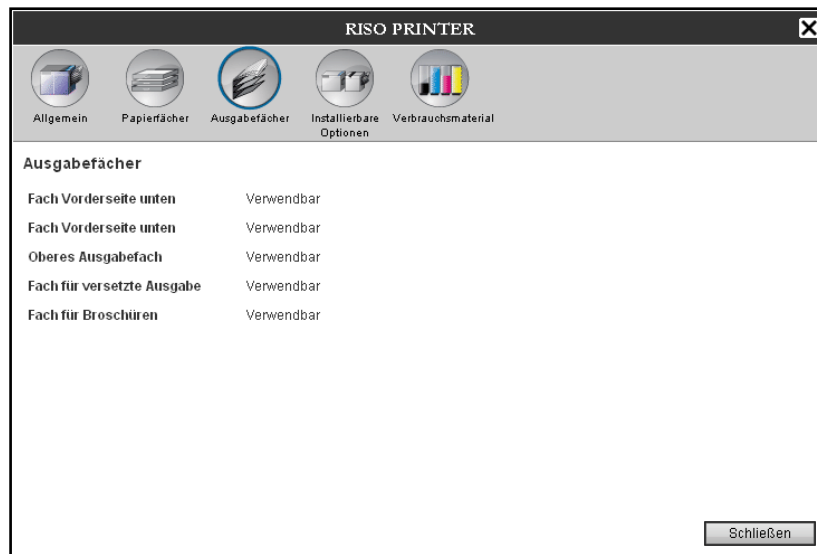 RISO PRINTER
Allgemein Papierfächer Ausgabefächer Installierbare Optionen Verbrauchsmaterial
Ausgabefächer
Fach Vorderseite unten Verwendbar
Fach Vorderseite unten Verwendbar
Oberes Ausgabefach Verwendbar
Fach für versetzte Ausgabe Verwendbar
Fach für Broschüren Verwendbar
Schließen